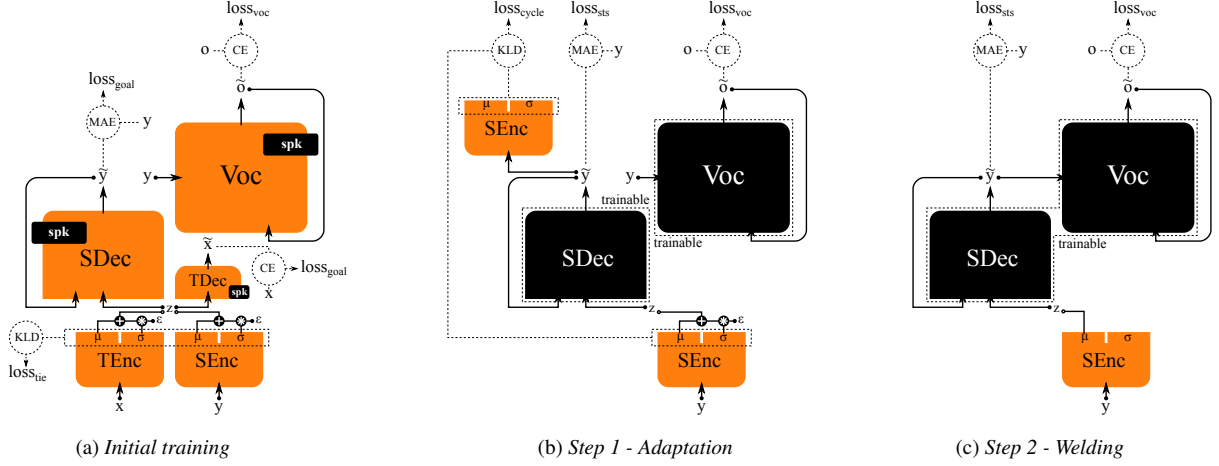 loss_voc
o CE
õ
loss_goal
MAE y
ỹ
y
spk
Voc
spk
SDec
x̃
TDec
spk
CE loss_goal
x
z
+ * ε + * ε
KLD
loss_tie
μ σ μ σ
TEnc SEnc
x y
(a) Initial training
loss_cycle loss_sts loss_voc
KLD MAE y o CE
õ
μ σ
SEnc
ỹ y
Voc
trainable
trainable
SDec
z
+ * ε
μ σ
SEnc
y
(b) Step 1 - Adaptation
loss_sts loss_voc
MAE y o CE
õ
ỹ
Voc
trainable
SDec
z
μ σ
SEnc
y
(c) Step 2 - Welding